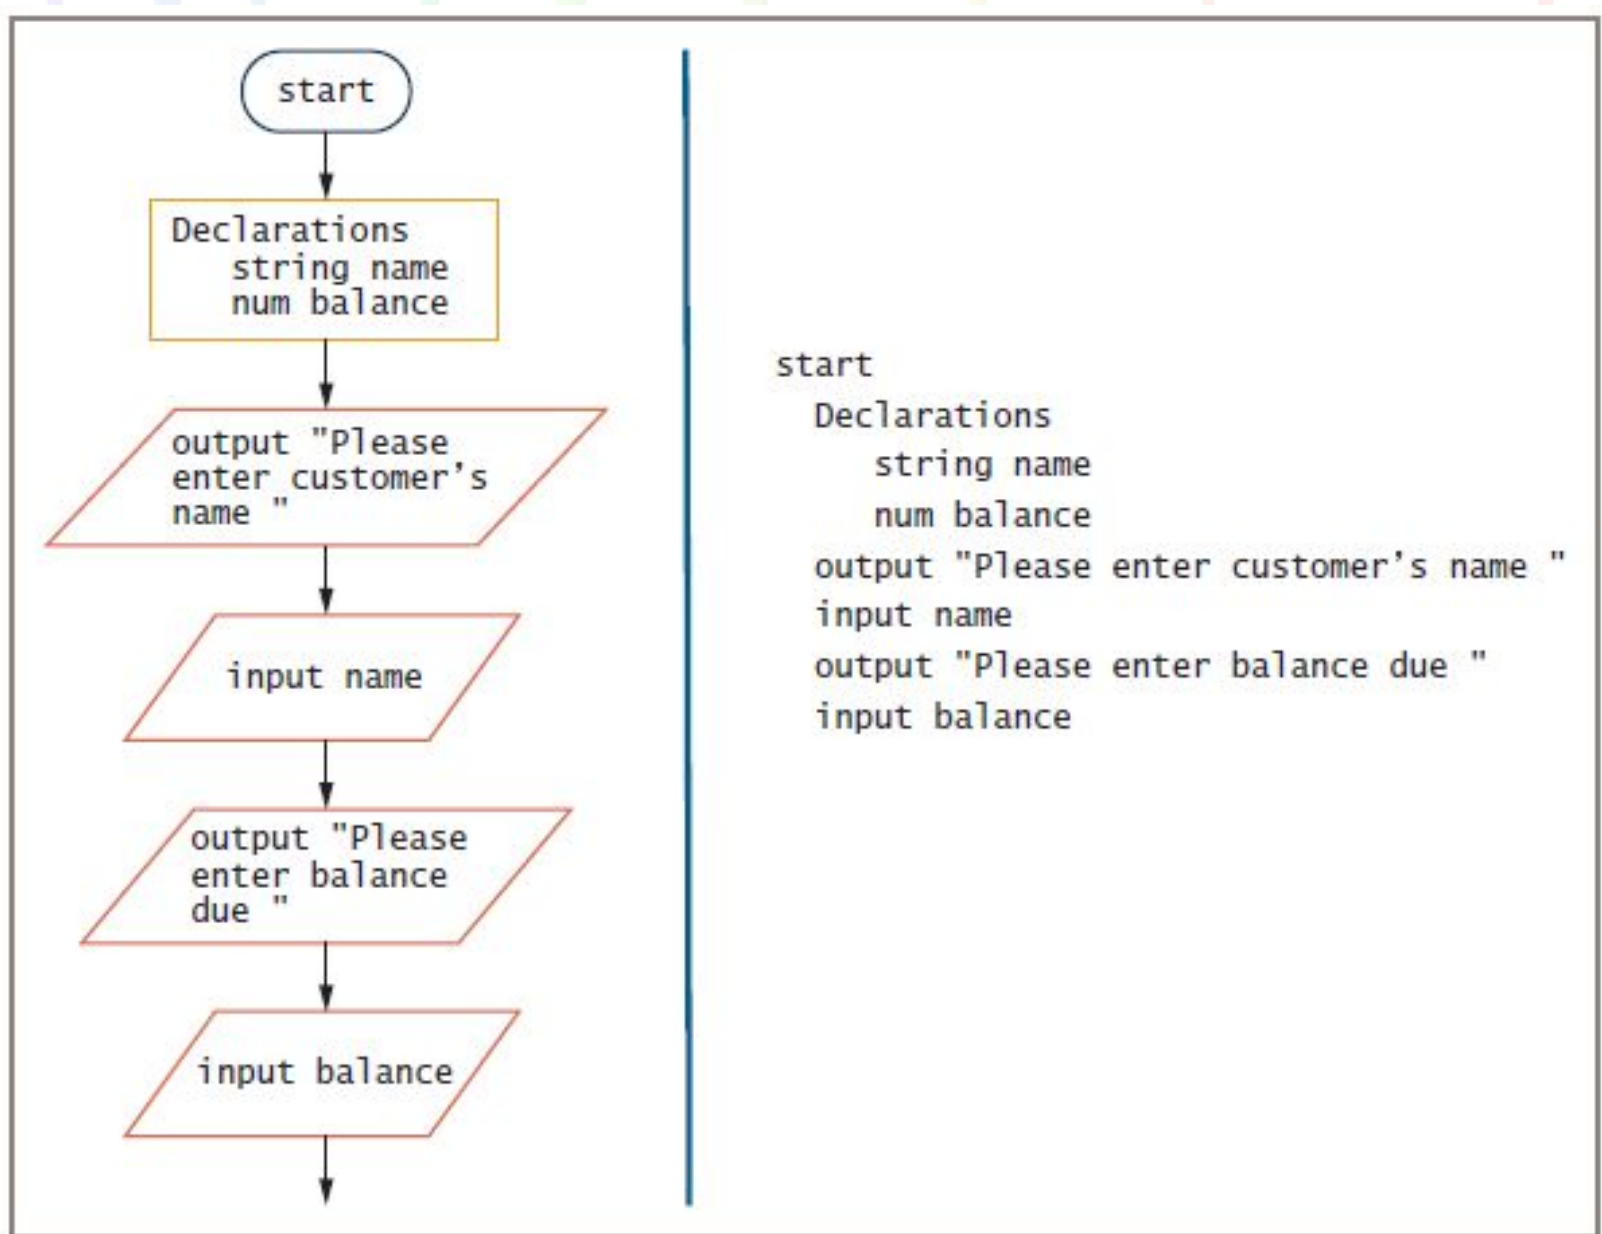 start
Declarations
string name
num balance
output "Please
enter customer’s
name "
input name
output "Please
enter balance
due "
input balance
start
Declarations
string name
num balance
output "Please enter customer’s name "
input name
output "Please enter balance due "
input balance